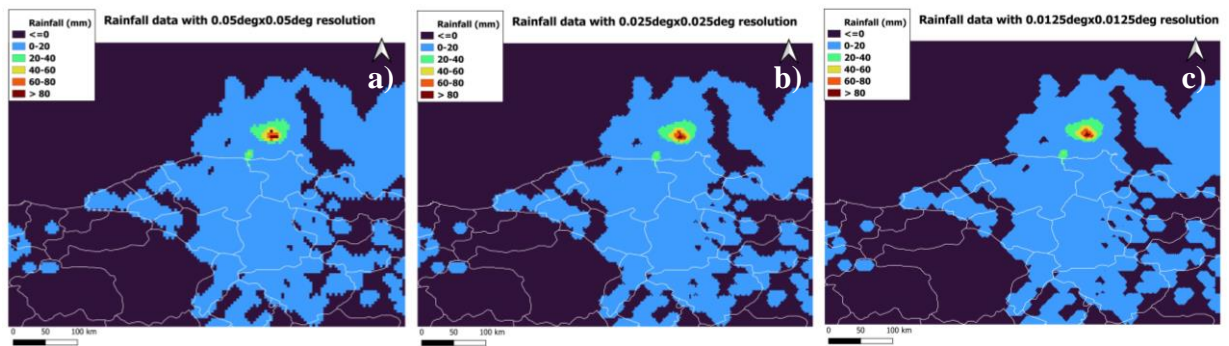 Rainfall data with 0.05degx0.05deg resolution
Rainfall (mm)
<=0
0-20
20-40
40-60
60-80
> 80
a)
0 50 100 km
Rainfall data with 0.025degx0.025deg resolution
Rainfall (mm)
<=0
0-20
20-40
40-60
60-80
> 80
b)
0 50 100 km
Rainfall data with 0.0125degx0.0125deg resolution
Rainfall (mm)
<=0
0-20
20-40
40-60
60-80
> 80
c)
0 50 100 km